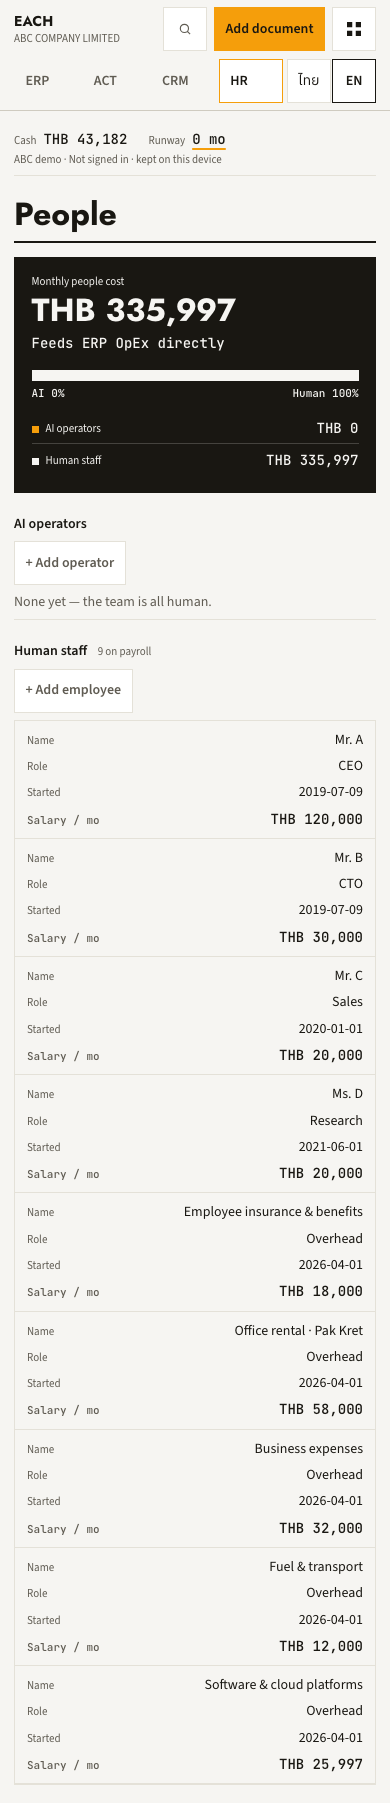 EACH
ABC COMPANY LIMITED
Add document
ERP ACT CRM HR ไทย EN
Cash THB 43,182 Runway 0 mo
ABC demo · Not signed in · kept on this device
People
Monthly people cost
THB 335,997
Feeds ERP OpEx directly
AI 0% Human 100%
AI operators THB 0
Human staff THB 335,997
AI operators
+ Add operator
None yet — the team is all human.
Human staff 9 on payroll
+ Add employee
Name Mr. A
Role CEO
Started 2019-07-09
Salary / mo THB 120,000
Name Mr. B
Role CTO
Started 2019-07-09
Salary / mo THB 30,000
Name Mr. C
Role Sales
Started 2020-01-01
Salary / mo THB 20,000
Name Ms. D
Role Research
Started 2021-06-01
Salary / mo THB 20,000
Name Employee insurance & benefits
Role Overhead
Started 2026-04-01
Salary / mo THB 18,000
Name Office rental · Pak Kret
Role Overhead
Started 2026-04-01
Salary / mo THB 58,000
Name Business expenses
Role Overhead
Started 2026-04-01
Salary / mo THB 32,000
Name Fuel & transport
Role Overhead
Started 2026-04-01
Salary / mo THB 12,000
Name Software & cloud platforms
Role Overhead
Started 2026-04-01
Salary / mo THB 25,997